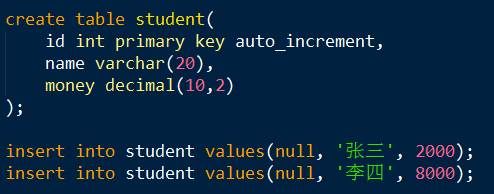 create table student(
    id int primary key auto_increment,
    name varchar(20),
    money decimal(10,2)
);
insert into student values(null, '张三', 2000);
insert into student values(null, '李四', 8000);